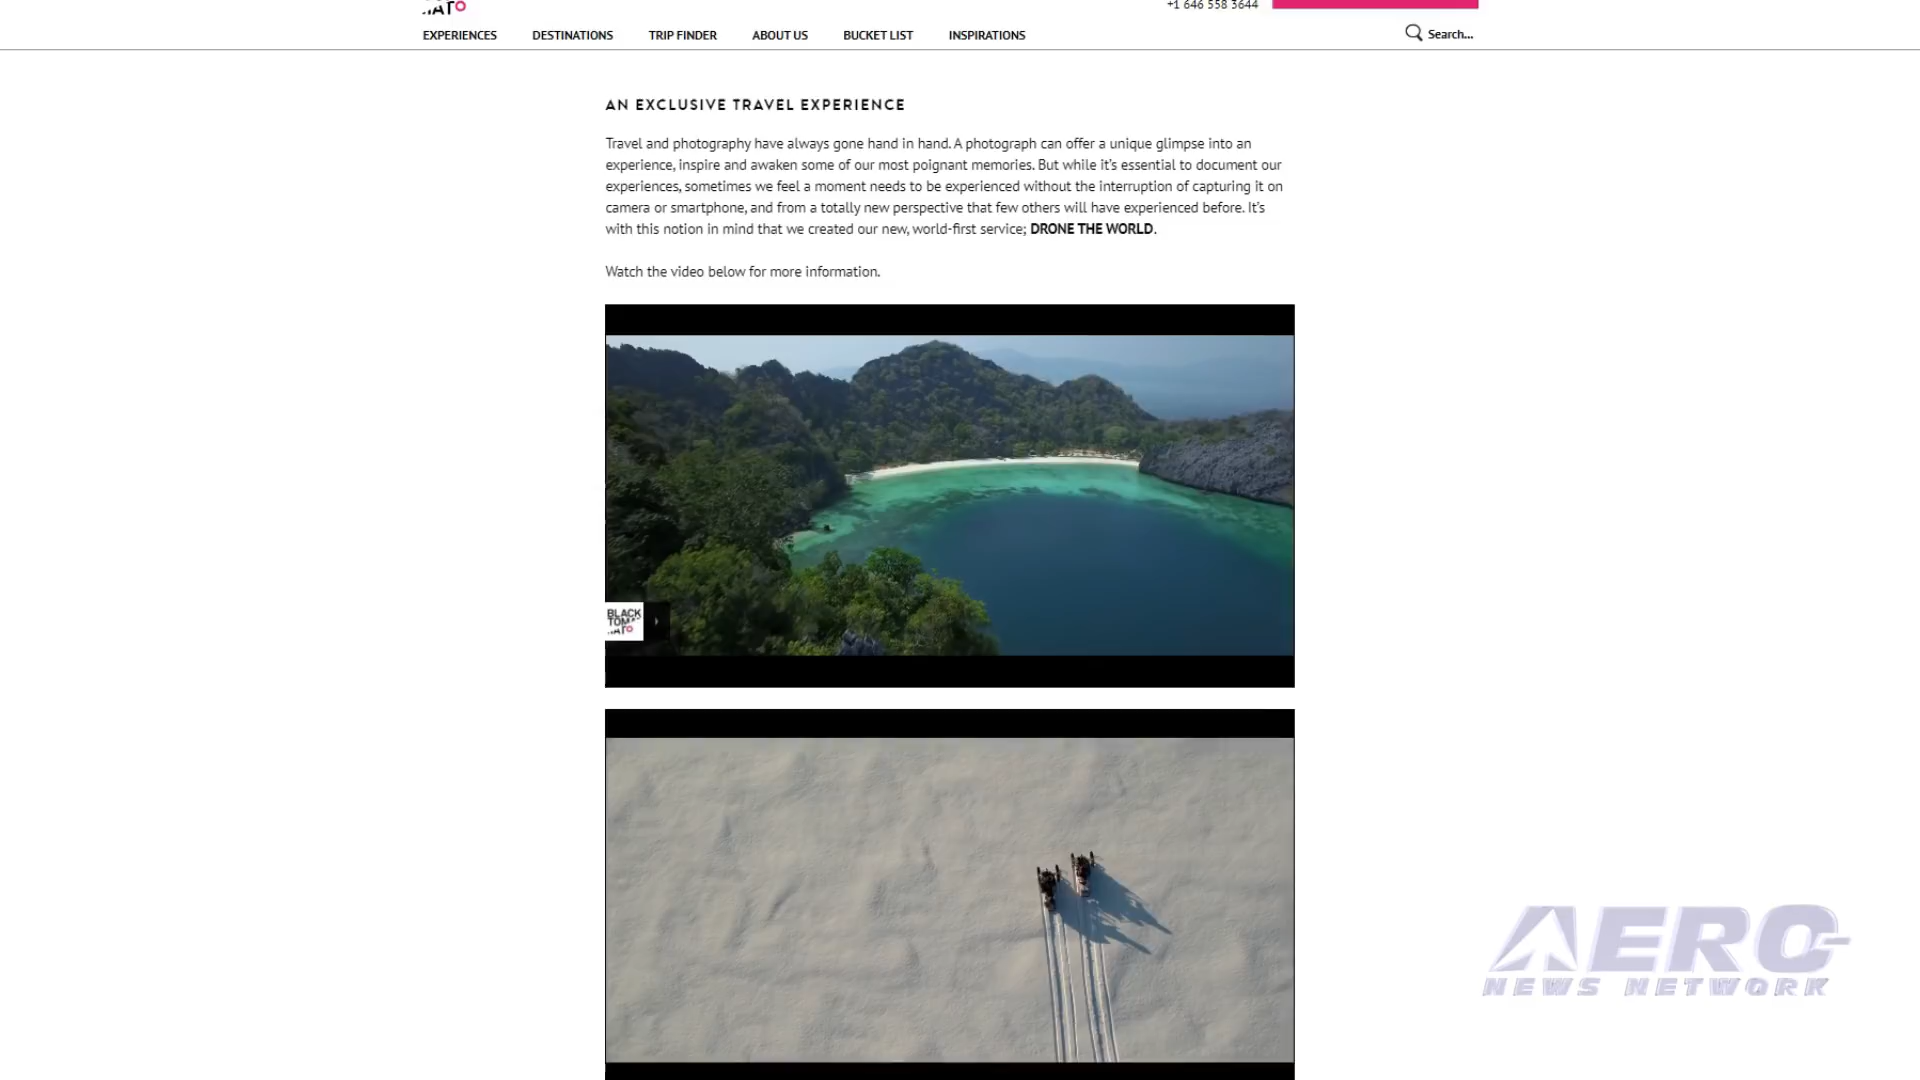 +1 646 558 3644
EXPERIENCES DESTINATIONS TRIP FINDER ABOUT US BUCKET LIST INSPIRATIONS Search...
AN EXCLUSIVE TRAVEL EXPERIENCE
Travel and photography have always gone hand in hand. A photograph can offer a unique glimpse into an
experience, inspire and awaken some of our most poignant memories. But while it's essential to document our
experiences, sometimes we feel a moment needs to be experienced without the interruption of capturing it on
camera or smartphone, and from a totally new perspective that few others will have experienced before. It's
with this notion in mind that we created our new, world-first service; DRONE THE WORLD.
Watch the video below for more information.
BLACK
TOM
ATO
AERO
NEWS NETWORK